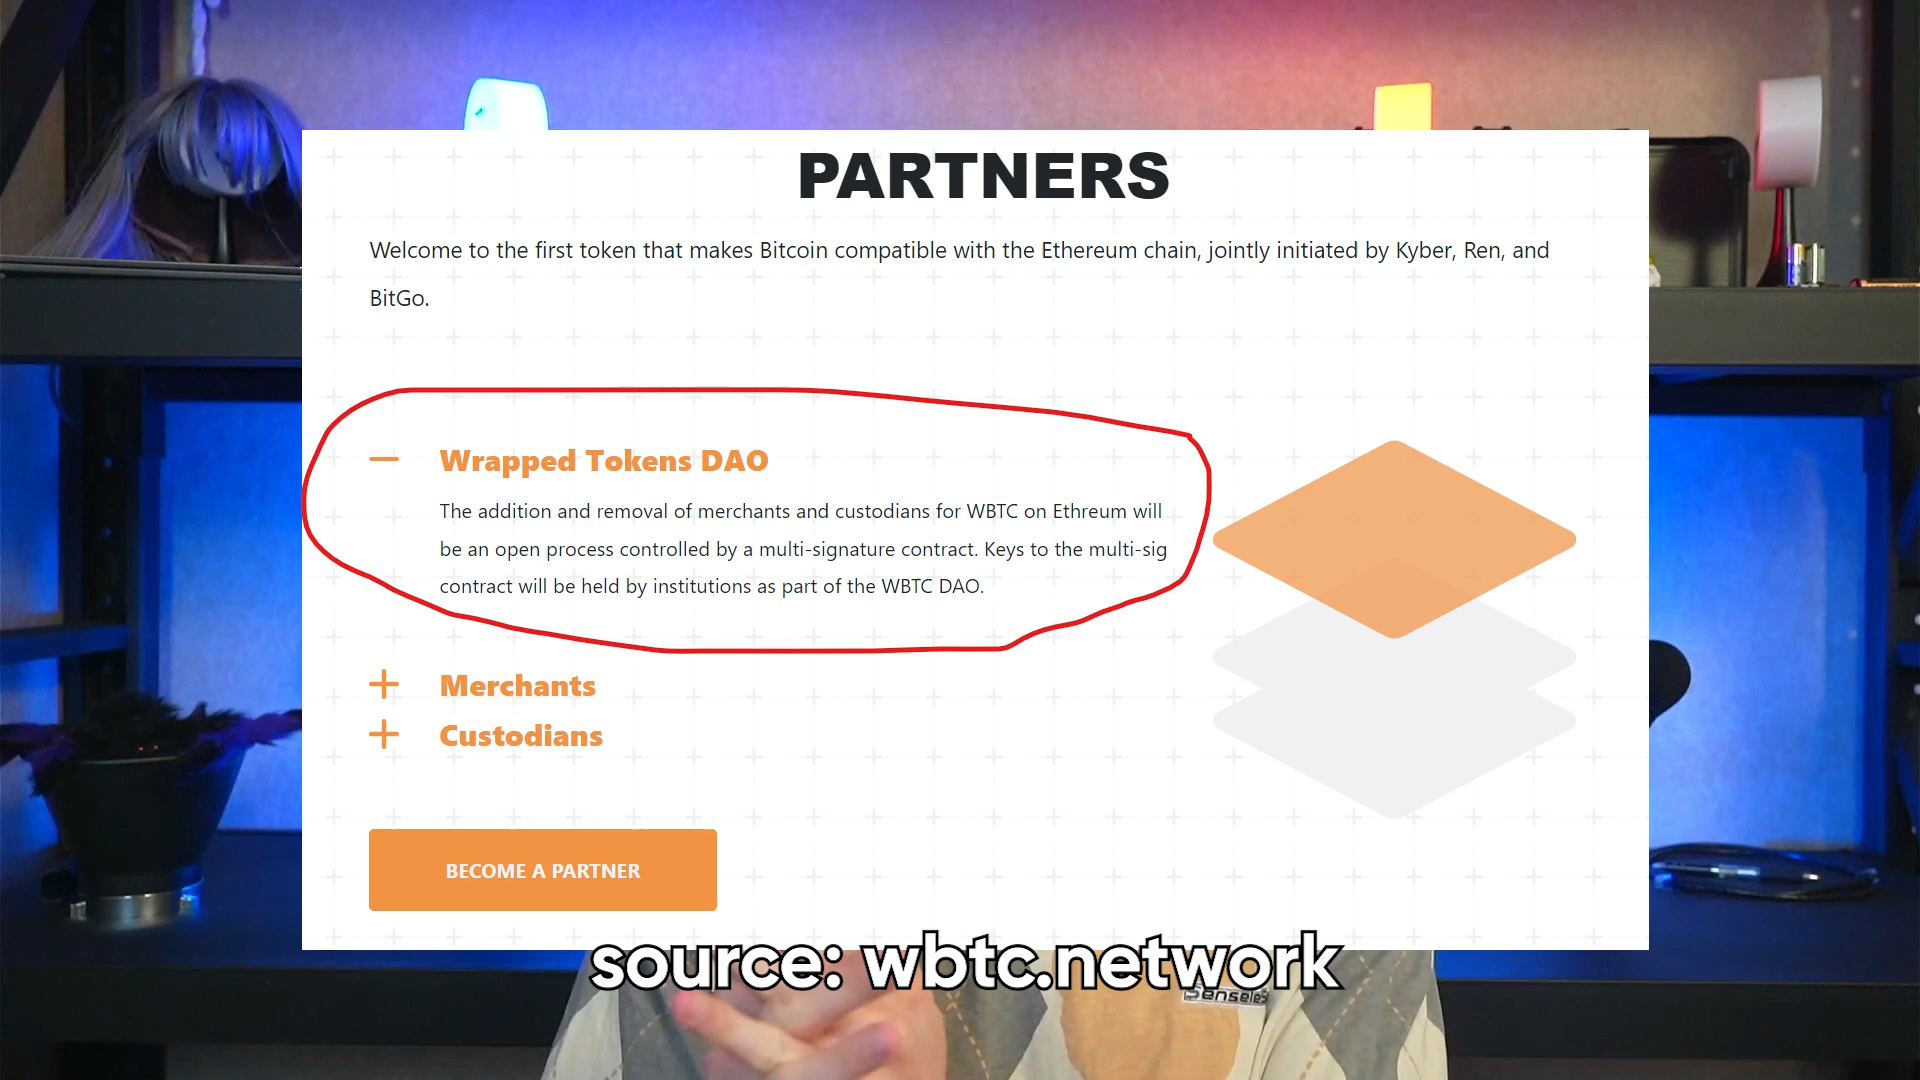 PARTNERS
Welcome to the first token that makes Bitcoin compatible with the Ethereum chain, jointly initiated by Kyber, Ren, and
BitGo.
Wrapped Tokens DAO
The addition and removal of merchants and custodians for WBTC on Ethreum will
be an open process controlled by a multi-signature contract. Keys to the multi-sig
contract will be held by institutions as part of the WBTC DAO.
Merchants
Custodians
BECOME A PARTNER
source: wbtc.network